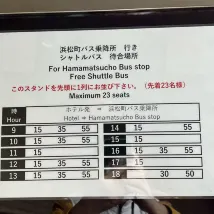 浜松町バス乗降所 行き
シャトルバス 待合場所
For Hamamatsucho Bus stop
Free Shuttle Bus
このスタンドを先頭に1列にお並び下さい。(先着23名様)
Maximum 23 seats
時 ホテル発 ⇒ 浜松町バス乗降所
Hour Hotel ⇒ Hamamatsucho Bus stop
9 15 35 55 14 15 55
10 15 35 55 15 15 35 55
11 15 35 55 16 15 35 55
12 15 35 17 15 35 55
13 15 55 18 30 50